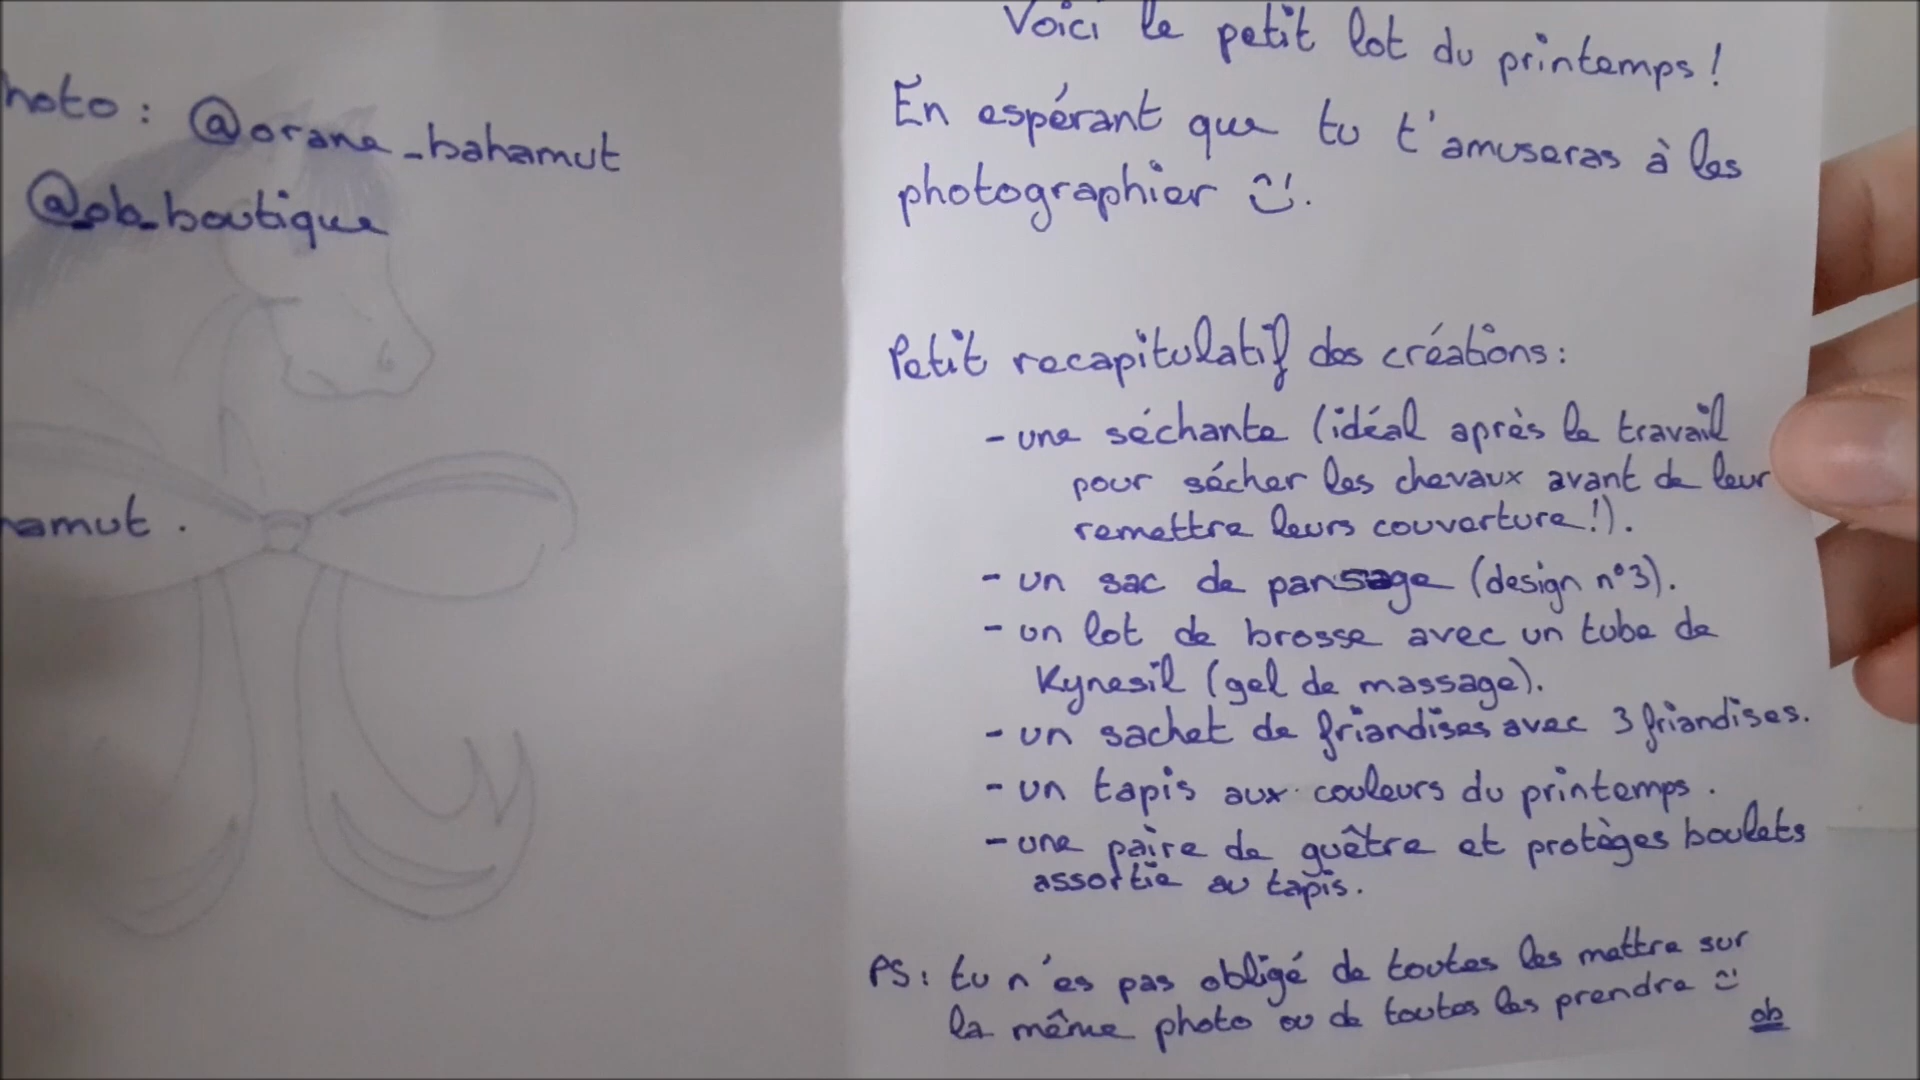 hoto : @orane_bahamut
@ob_boutique
hamut.
Voici le petit lot du printemps !
En espérant que tu t'amuseras à les
photographier :).
Petit recapitulatif des créations :
- une séchante (idéal après le travail
pour sécher les chevaux avant de leur
remettre leurs couverture !).
- un sac de pansage (design n°3).
- un lot de brosse avec un tube de
Kynesil (gel de massage).
- un sachet de friandises avec 3 friandises.
- un tapis aux couleurs du printemps.
- une paire de guêtre et protèges boulets
assortie au tapis.
PS : tu n'es pas obligé de toutes les mettre sur
la même photo ou de toutes les prendre :)
ob